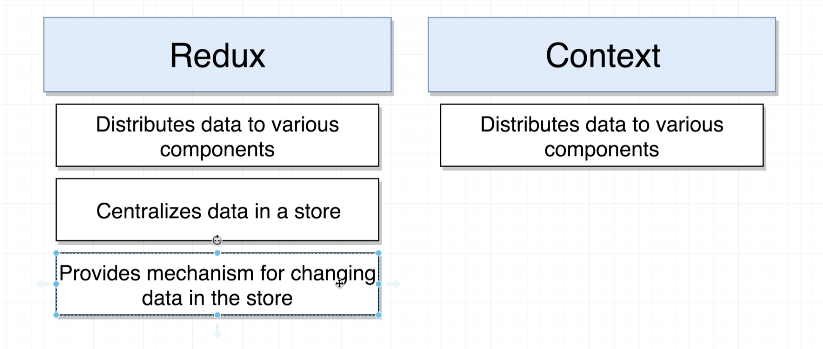 Redux
Context
Distributes data to various
components
Distributes data to various
components
Centralizes data in a store
Provides mechanism for changing
data in the store